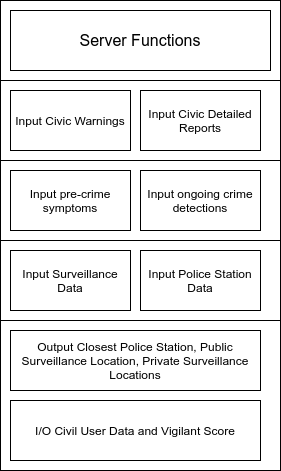 Server Functions
Input Civic Warnings
Input Civic Detailed
Reports
Input pre-crime
symptoms
Input ongoing crime
detections
Input Surveillance
Data
Input Police Station
Data
Output Closest Police Station, Public
Surveillance Location, Private Surveillance
Locations
I/O Civil User Data and Vigilant Score